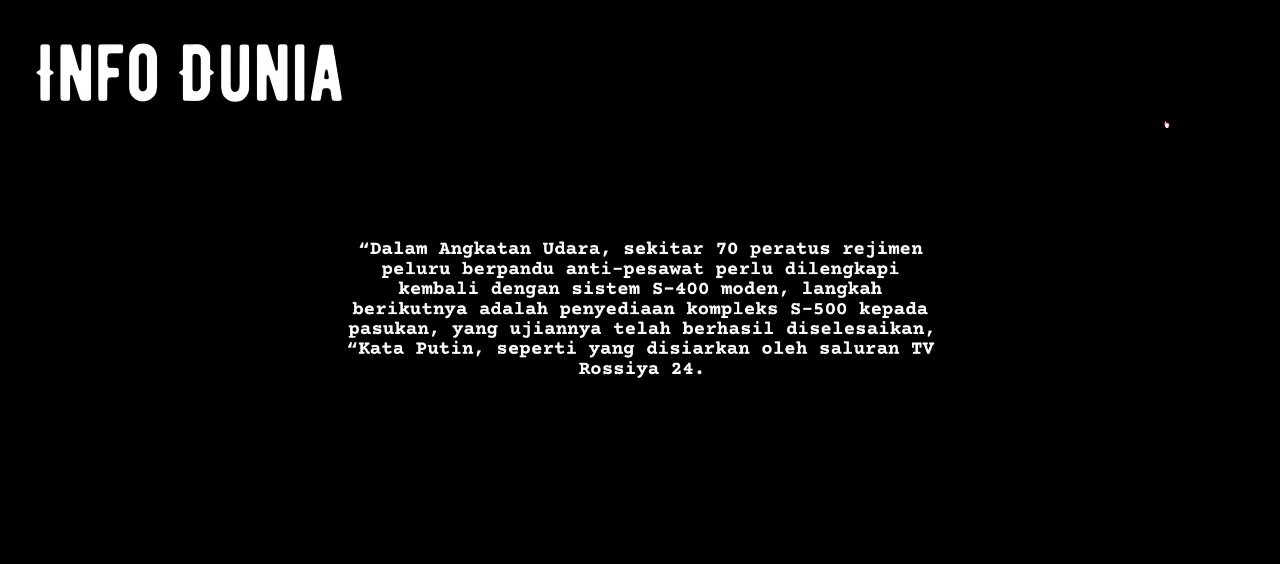 INFO DUNIA
“Dalam Angkatan Udara, sekitar 70 peratus rejimen
peluru berpandu anti-pesawat perlu dilengkapi
kembali dengan sistem S-400 moden, langkah
berikutnya adalah penyediaan kompleks S-500 kepada
pasukan, yang ujiannya telah berhasil diselesaikan,
“Kata Putin, seperti yang disiarkan oleh saluran TV
Rossiya 24.